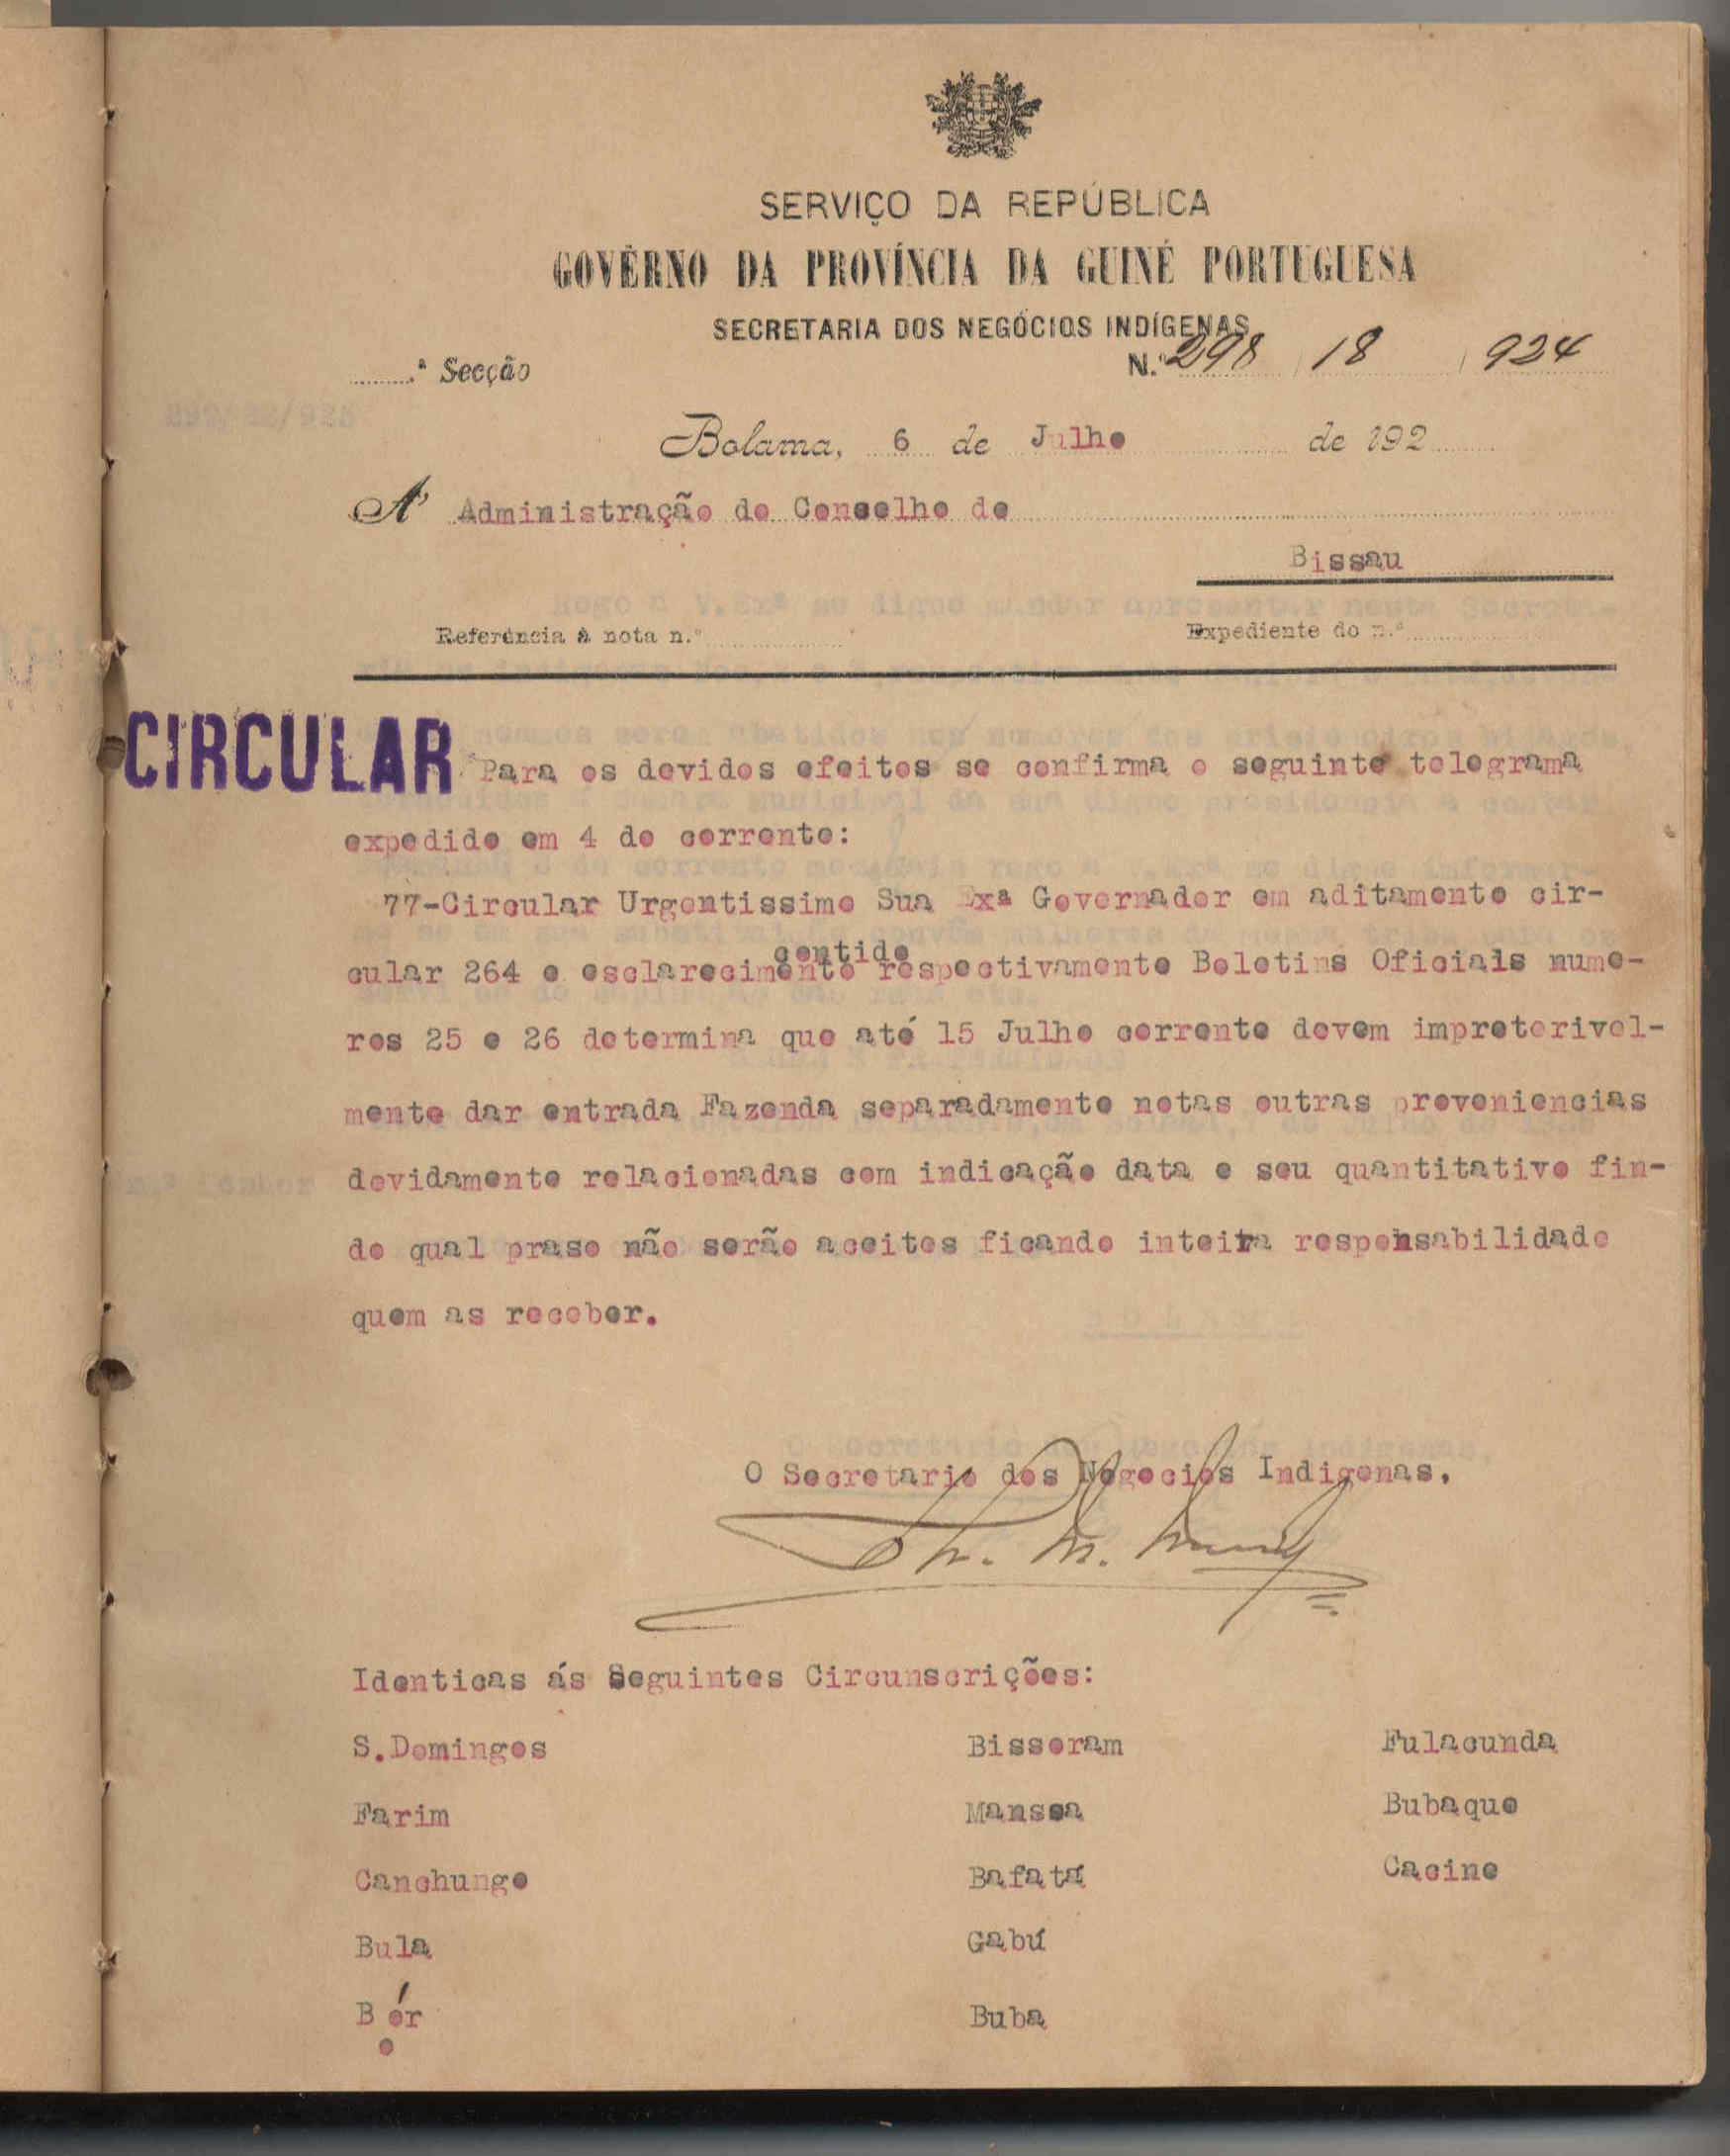 SERVIÇO DA REPÚBLICA
GOVÊRNO DA PROVÍNCIA DA GUINÉ PORTUGUESA
SECRETARIA DOS NEGÓCIOS INDÍGENAS
.ª Secção
N.º 298 / 18 / 924
Bolama, 6 de Julho de 192
A' Administração do Conselho de
Bissau
Referência à nota n.º
Expediente do n.º
CIRCULAR
Para os devidos efeitos se confirma o seguinte telegrama
expedido em 4 do corrente:
77-Circular Urgentissimo Sua Exª Governador em aditamento cir-
contido
cular 264 e esclarecimento respectivamente Boletins Oficiais nume-
ros 25 e 26 determina que até 15 Julho corrente devem impreterivel-
mente dar entrada Fazenda separadamente notas outras proveniencias
devidamente relacionadas com indicação data e seu quantitativo fin-
do qual praso não serão aceites ficando inteira responsabilidade
quem as receber.
O Secretario dos Negocios Indigenas.
Identicas ás Seguintes Circunscrições:
S.Domingos Bissoram Fulacunda
Farim Mansoa Bubaque
Canchungo Bafatá Cacine
Bula Gabú
B ór Buba